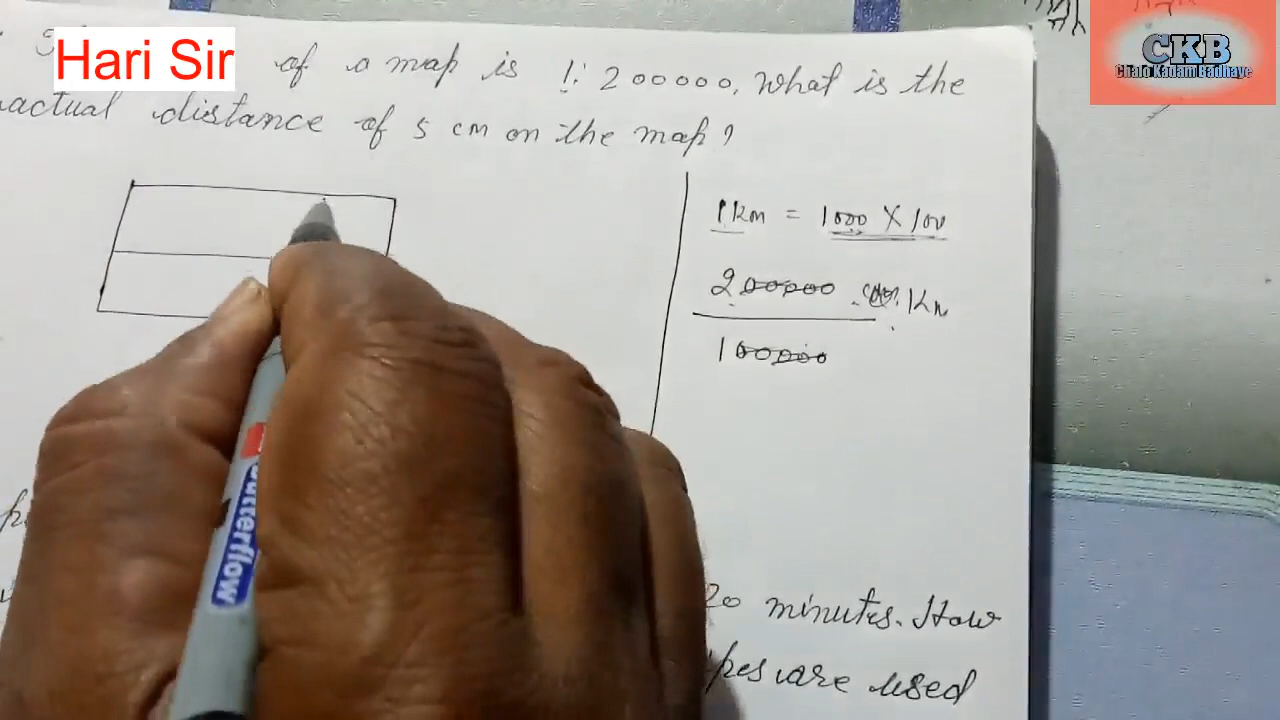 Hari Sir
CKB
Chalo Kadam Badhaye
of a map is 1: 200000, What is the
actual distance of 5 cm on the map?
1km = 1000 X 100
200000 Km
100000
20 minutes. How
pes are used
butterflow